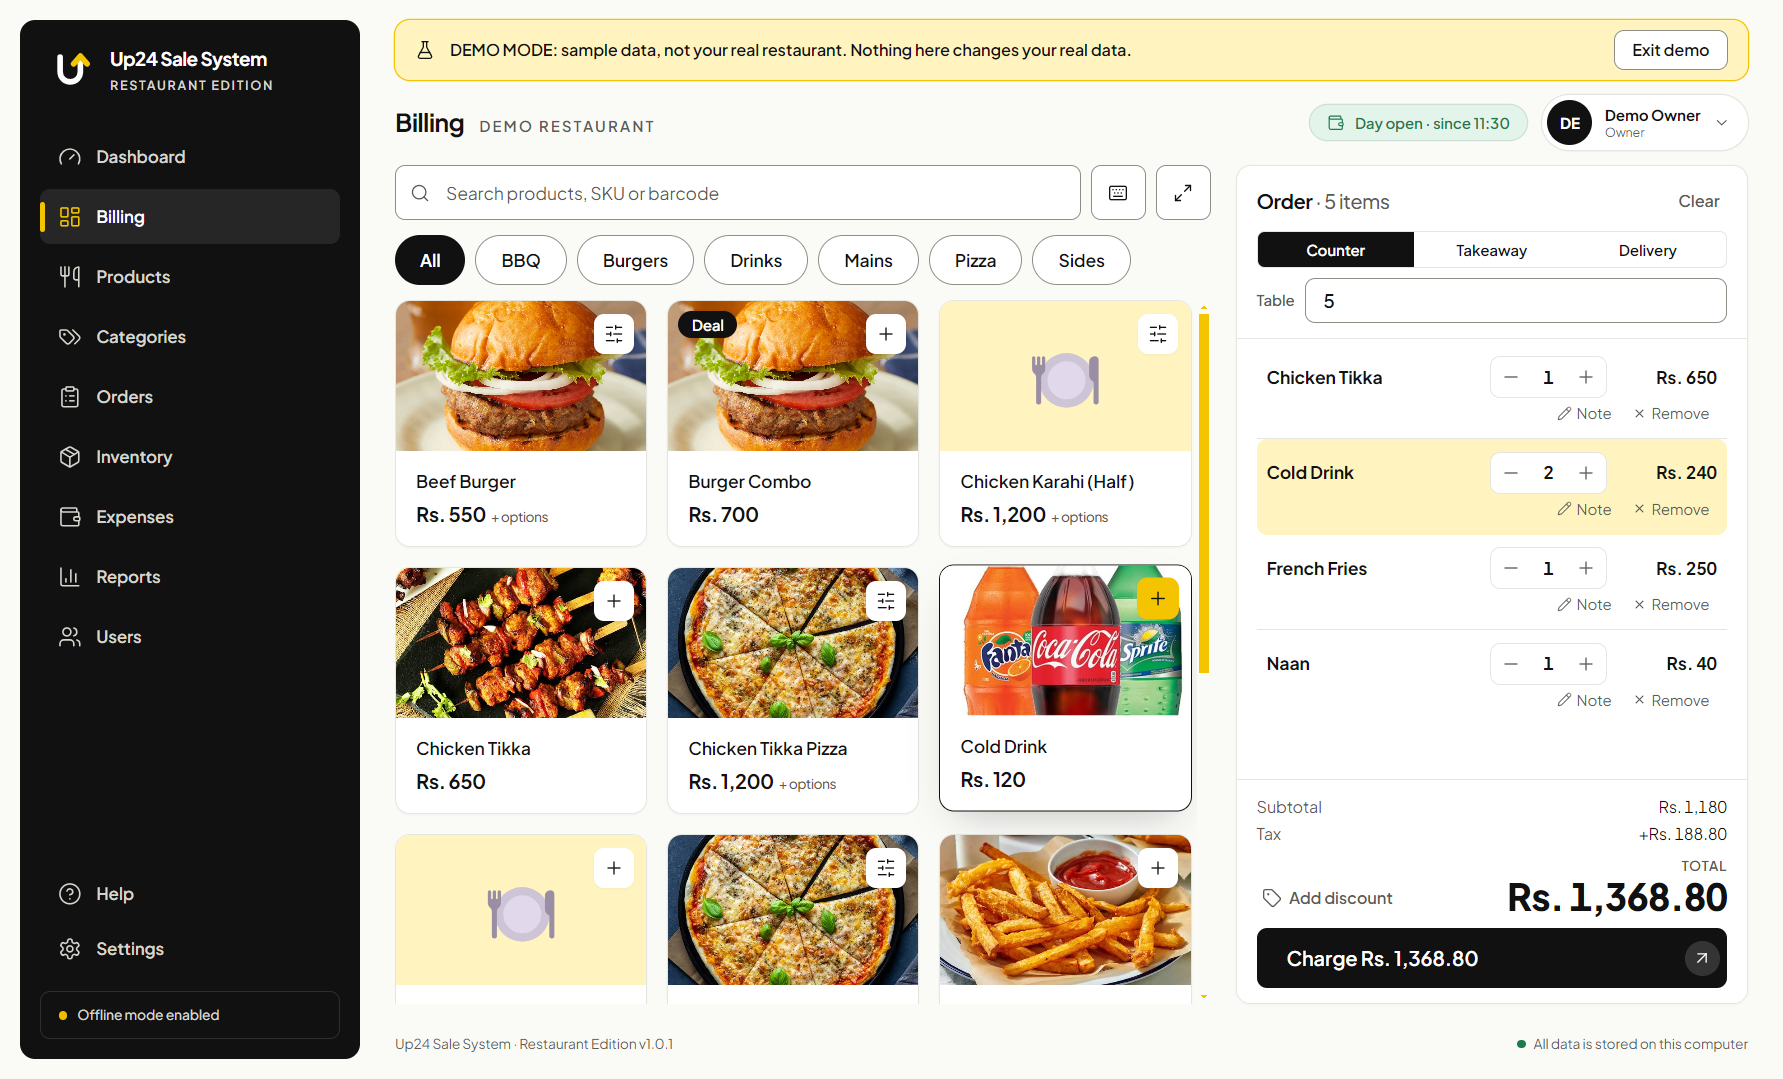 Up24 Sale System
RESTAURANT EDITION
Dashboard
Billing
Products
Categories
Orders
Inventory
Expenses
Reports
Users
Help
Settings
Offline mode enabled
DEMO MODE: sample data, not your real restaurant. Nothing here changes your real data.
Exit demo
Billing DEMO RESTAURANT
Day open · since 11:30
DE
Demo Owner
Owner
Search products, SKU or barcode
All BBQ Burgers Drinks Mains Pizza Sides
Beef Burger
Rs. 550 + options
Deal
Burger Combo
Rs. 700
Chicken Karahi (Half)
Rs. 1,200 + options
Chicken Tikka
Rs. 650
Chicken Tikka Pizza
Rs. 1,200 + options
Fanta
Coca-Cola
Sprite
Cold Drink
Rs. 120
Order · 5 items
Clear
Counter Takeaway Delivery
Table 5
Chicken Tikka 1 Rs. 650
Note Remove
Cold Drink 2 Rs. 240
Note Remove
French Fries 1 Rs. 250
Note Remove
Naan 1 Rs. 40
Note Remove
Subtotal Rs. 1,180
Tax +Rs. 188.80
TOTAL
Add discount Rs. 1,368.80
Charge Rs. 1,368.80
Up24 Sale System · Restaurant Edition v1.0.1
All data is stored on this computer